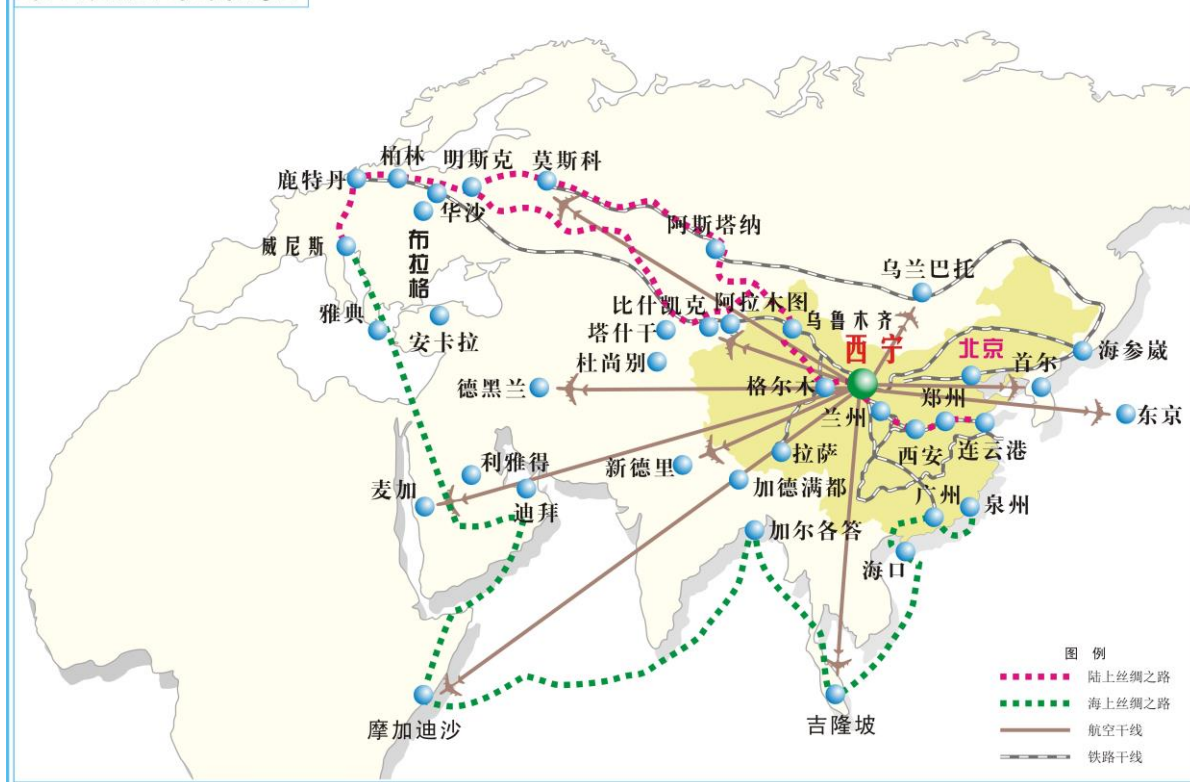 柏林
明斯克
莫斯科
鹿特丹
华沙
阿斯塔纳
威尼斯
布拉格
乌兰巴托
比什凯克
阿拉木图
乌鲁木齐
雅典
安卡拉
塔什干
西宁
北京
首尔
海参崴
杜尚别
德黑兰
格尔木
兰州
郑州
东京
西安
连云港
利雅得
新德里
拉萨
麦加
迪拜
加德满都
广州
泉州
加尔各答
海口
摩加迪沙
吉隆坡
图 例
陆上丝绸之路
海上丝绸之路
航空干线
铁路干线